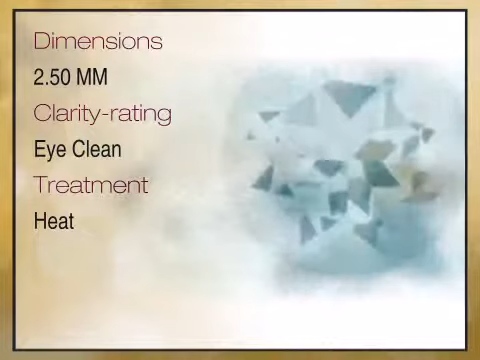 Dimensions
2.50 MM
Clarity-rating
Eye Clean
Treatment
Heat